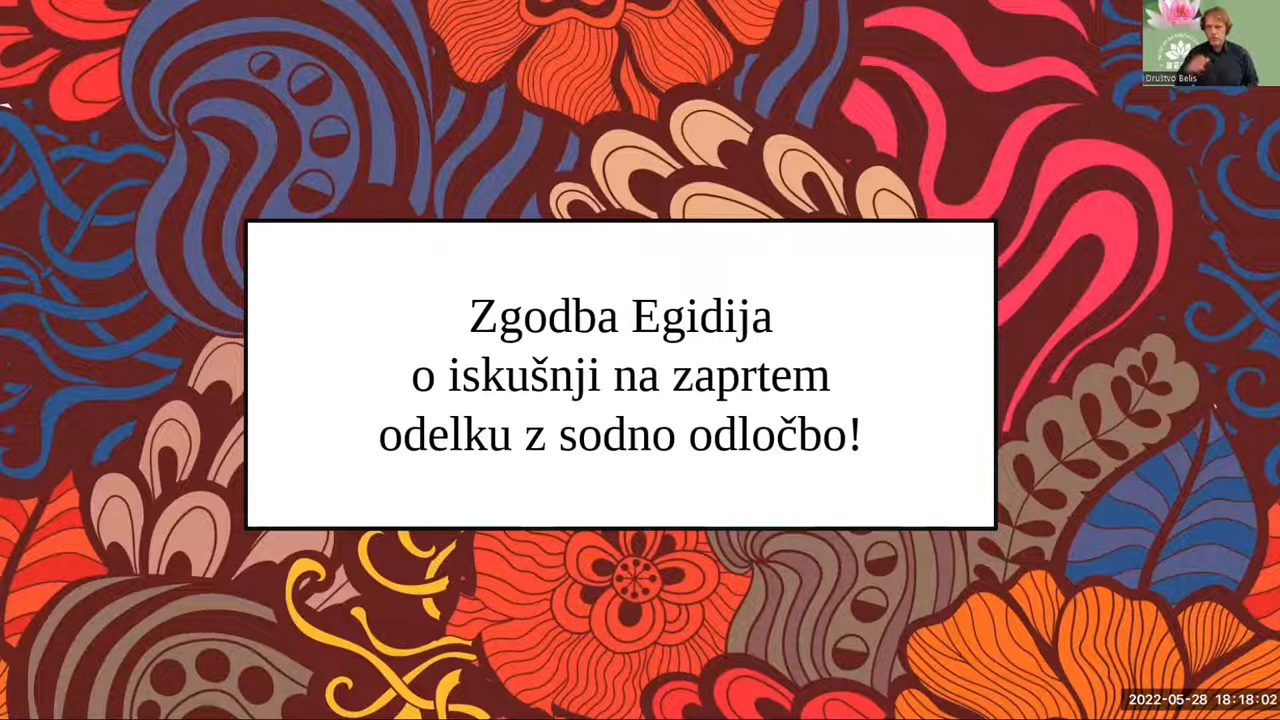 Društvo Belis
Zgodba Egidija
o iskušnji na zaprtem
odelku z sodno odločbo!
2022-05-28 18:18:02